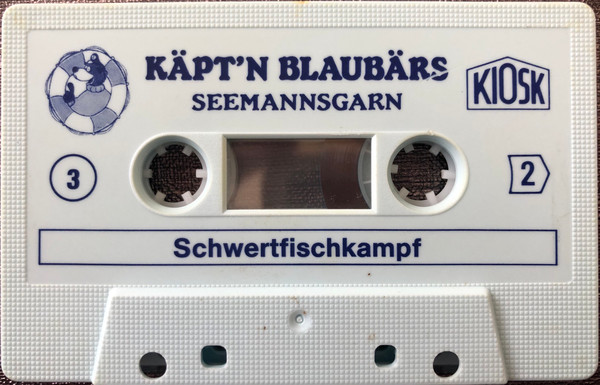 KÄPT'N BLAUBÄRS
SEEMANNSGARN
KIOSK
3
2
Schwertfischkampf